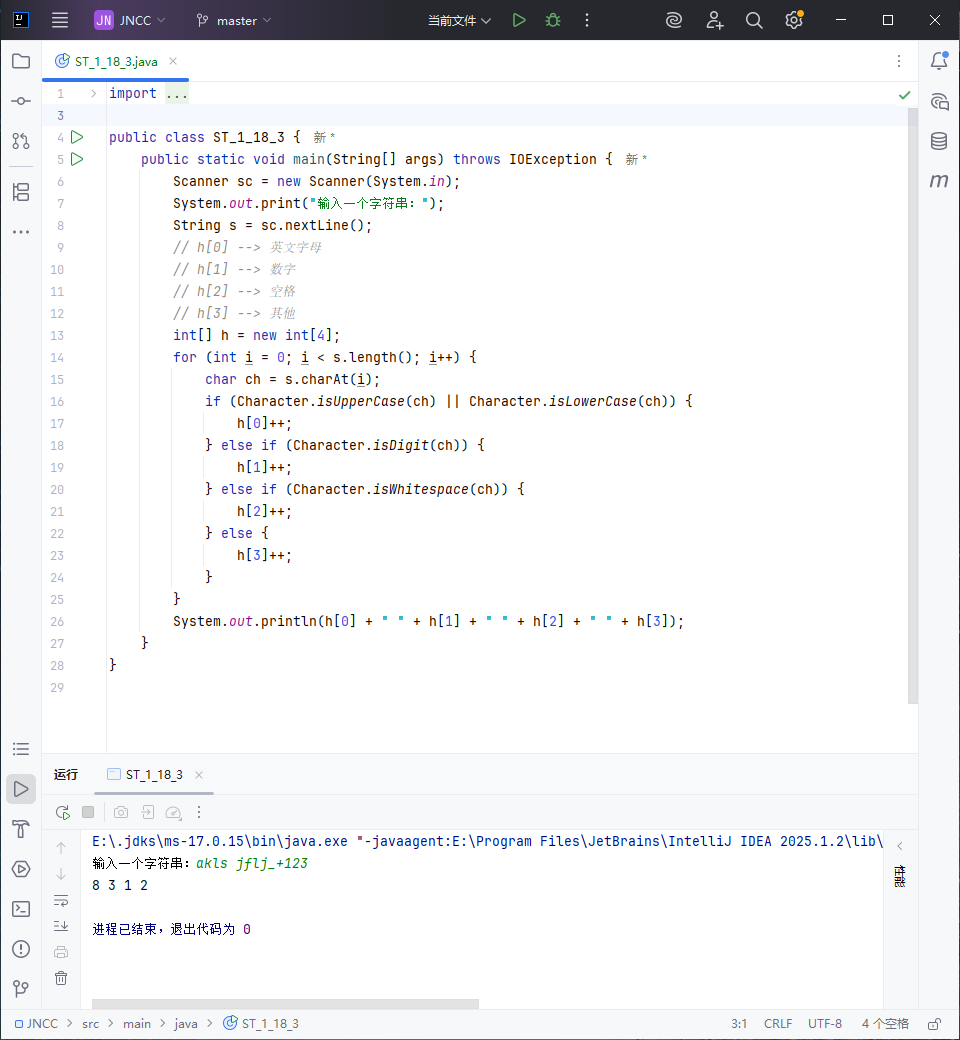 JN JNCC master 当前文件
ST_1_18_3.java
1 import ...
3
4 public class ST_1_18_3 { 新 *
5 public static void main(String[] args) throws IOException { 新 *
6 Scanner sc = new Scanner(System.in);
7 System.out.print("输入一个字符串：");
8 String s = sc.nextLine();
9 // h[0] --> 英文字母
10 // h[1] --> 数字
11 // h[2] --> 空格
12 // h[3] --> 其他
13 int[] h = new int[4];
14 for (int i = 0; i < s.length(); i++) {
15 char ch = s.charAt(i);
16 if (Character.isUpperCase(ch) || Character.isLowerCase(ch)) {
17 h[0]++;
18 } else if (Character.isDigit(ch)) {
19 h[1]++;
20 } else if (Character.isWhitespace(ch)) {
21 h[2]++;
22 } else {
23 h[3]++;
24 }
25 }
26 System.out.println(h[0] + " " + h[1] + " " + h[2] + " " + h[3]);
27 }
28 }
29
运行 ST_1_18_3
E:\.jdks\ms-17.0.15\bin\java.exe "-javaagent:E:\Program Files\JetBrains\IntelliJ IDEA 2025.1.2\lib\
输入一个字符串：akls jflj_+123
8 3 1 2
进程已结束，退出代码为 0
性能
JNCC > src > main > java > ST_1_18_3 3:1 CRLF UTF-8 4 个空格